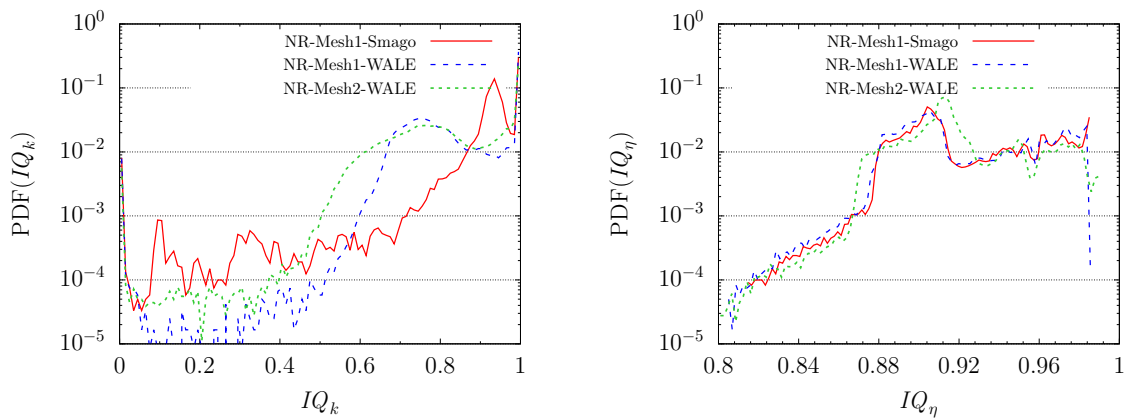 10^0
10^-1
10^-2
10^-3
10^-4
10^-5
PDF(IQ_k)
NR-Mesh1-Smago
NR-Mesh1-WALE
NR-Mesh2-WALE
0 0.2 0.4 0.6 0.8 1
IQ_k
10^0
10^-1
10^-2
10^-3
10^-4
10^-5
PDF(IQ_η)
NR-Mesh1-Smago
NR-Mesh1-WALE
NR-Mesh2-WALE
0.8 0.84 0.88 0.92 0.96 1
IQ_η